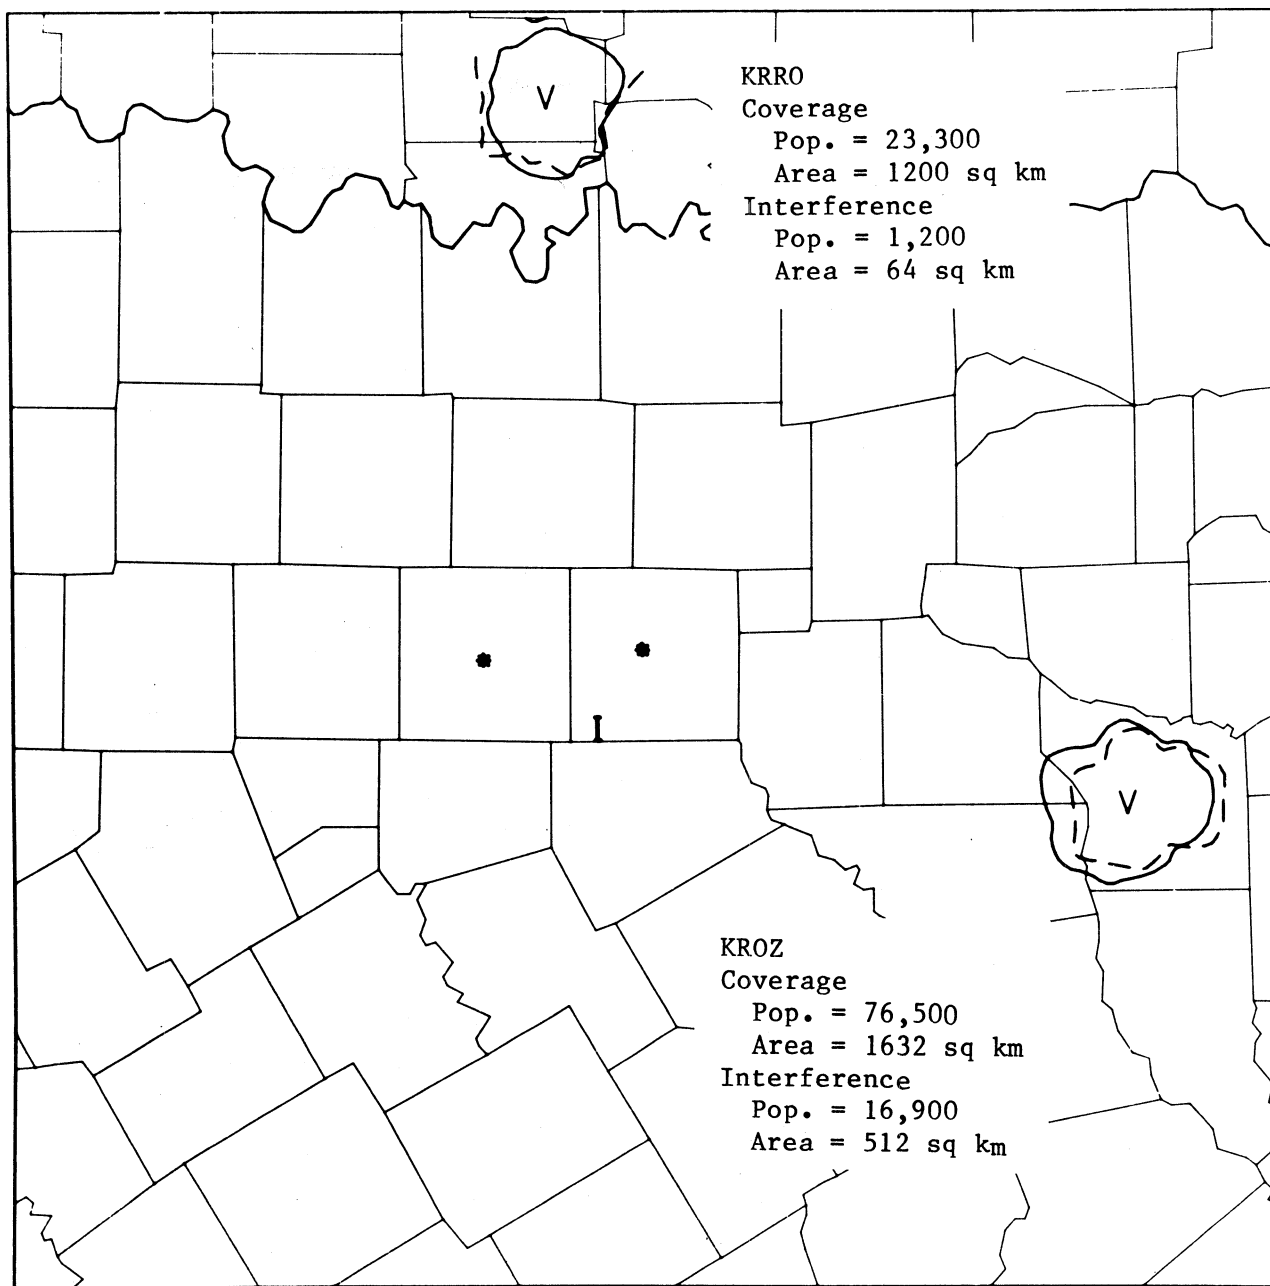 V
KRRO
Coverage
Pop. = 23,300
Area = 1200 sq km
Interference
Pop. = 1,200
Area = 64 sq km
I
V
KROZ
Coverage
Pop. = 76,500
Area = 1632 sq km
Interference
Pop. = 16,900
Area = 512 sq km